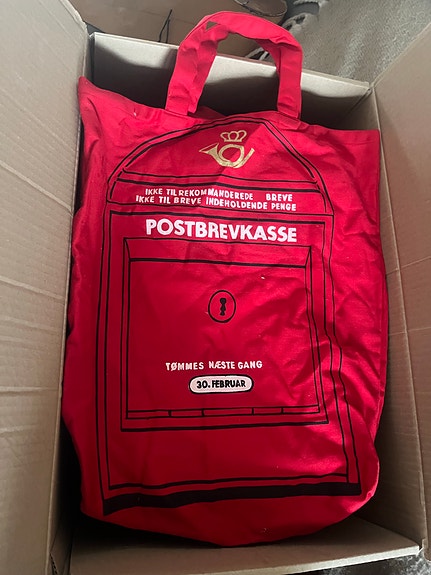 IKKE TIL REKOMMANDEREDE BREVE
IKKE TIL BREVE INDEHOLDENDE PENGE
POSTBREVKASSE
TØMMES NÆSTE GANG
30. FEBRUAR